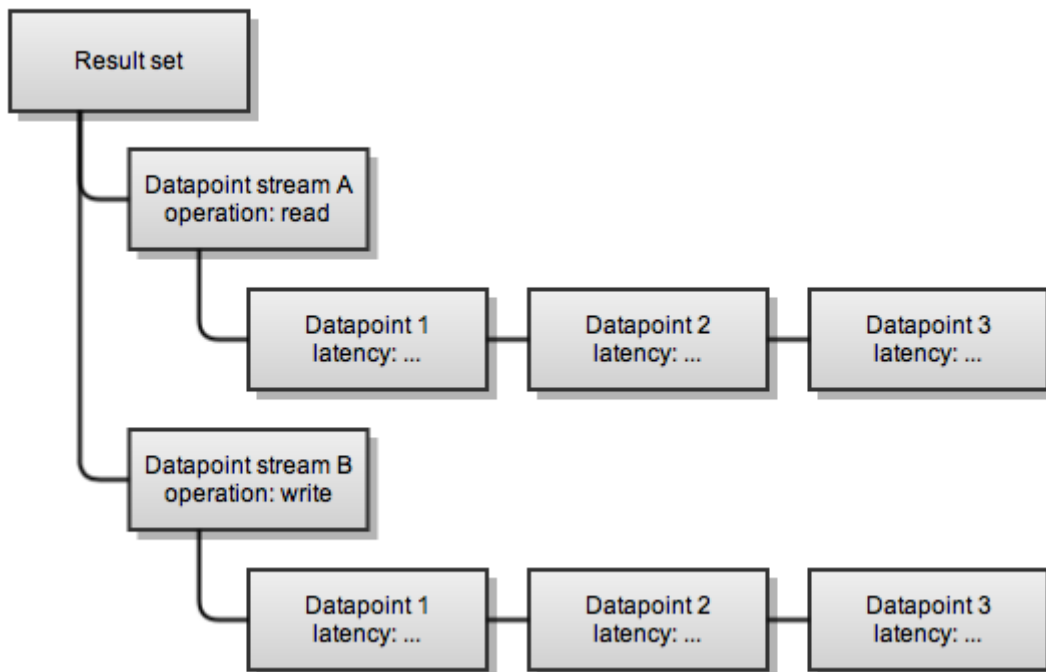 Result set
Datapoint stream A
operation: read
Datapoint 1
latency: ...
Datapoint 2
latency: ...
Datapoint 3
latency: ...
Datapoint stream B
operation: write
Datapoint 1
latency: ...
Datapoint 2
latency: ...
Datapoint 3
latency: ...